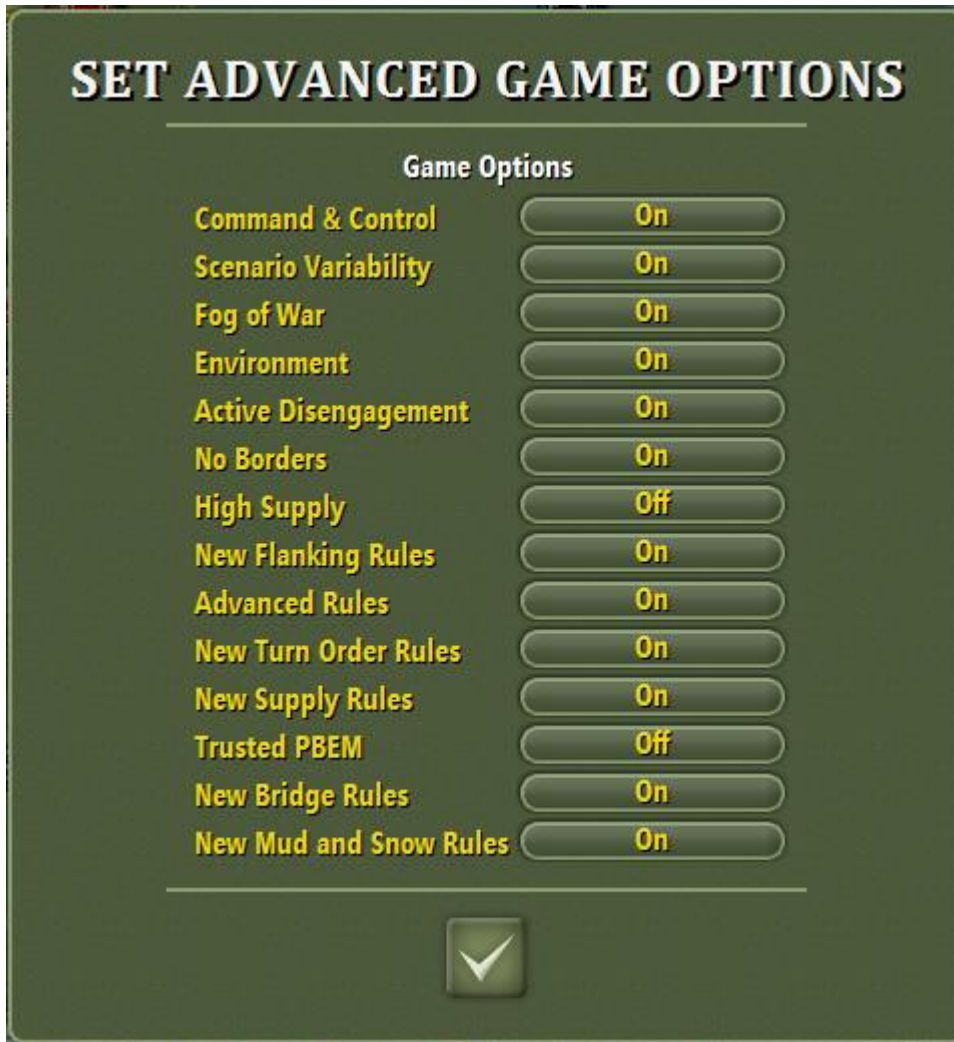 SET ADVANCED GAME OPTIONS
Game Options
Command & Control On
Scenario Variability On
Fog of War On
Environment On
Active Disengagement On
No Borders On
High Supply Off
New Flanking Rules On
Advanced Rules On
New Turn Order Rules On
New Supply Rules On
Trusted PBEM Off
New Bridge Rules On
New Mud and Snow Rules On